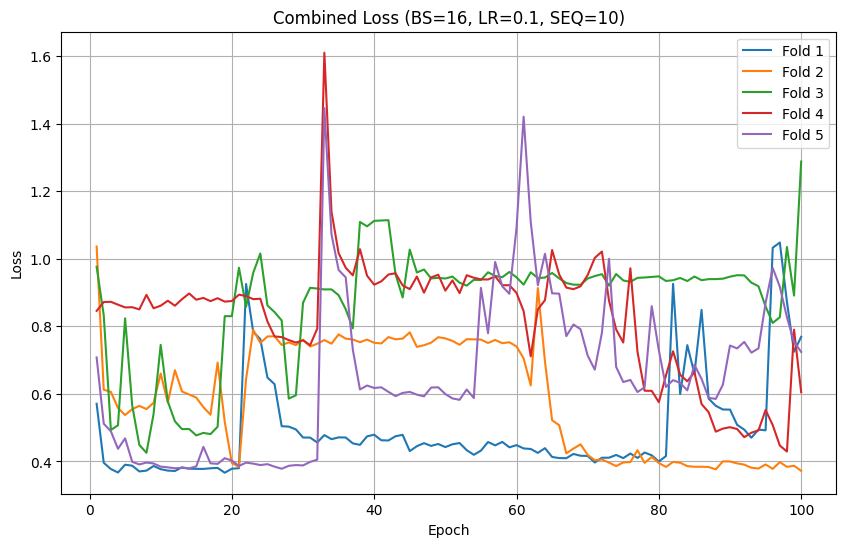 Combined Loss (BS=16, LR=0.1, SEQ=10)
Fold 1
Fold 2
Fold 3
Fold 4
Fold 5
Loss
1.6
1.4
1.2
1.0
0.8
0.6
0.4
0 20 40 60 80 100
Epoch